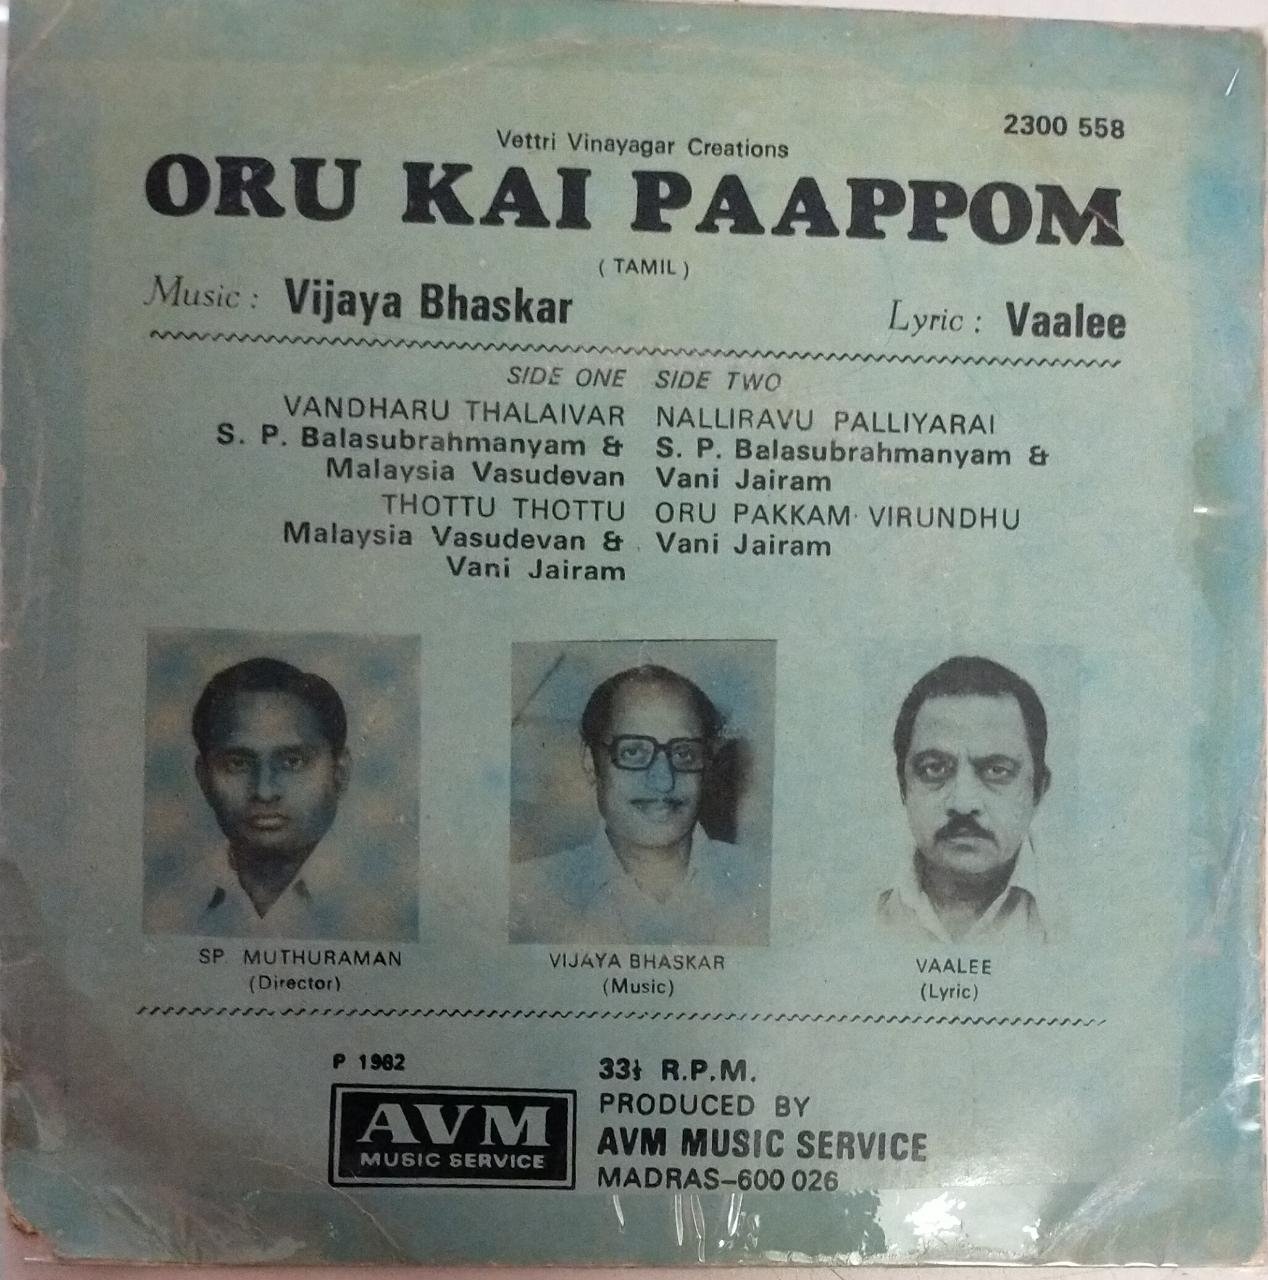 2300 558
Vettri Vinayagar Creations
ORU KAI PAAPPOM
( TAMIL )
Music : Vijaya Bhaskar
Lyric : Vaalee
SIDE ONE
VANDHARU THALAIVAR
S. P. Balasubrahmanyam &
Malaysia Vasudevan
THOTTU THOTTU
Malaysia Vasudevan &
Vani Jairam
SIDE TWO
NALLIRAVU PALLIYARAI
S. P. Balasubrahmanyam &
Vani Jairam
ORU PAKKAM VIRUNDHU
Vani Jairam
SP. MUTHURAMAN
(Director)
VIJAYA BHASKAR
(Music)
VAALEE
(Lyric)
P 1982
AVM
MUSIC SERVICE
33⅓ R.P.M.
PRODUCED BY
AVM MUSIC SERVICE
MADRAS–600 026